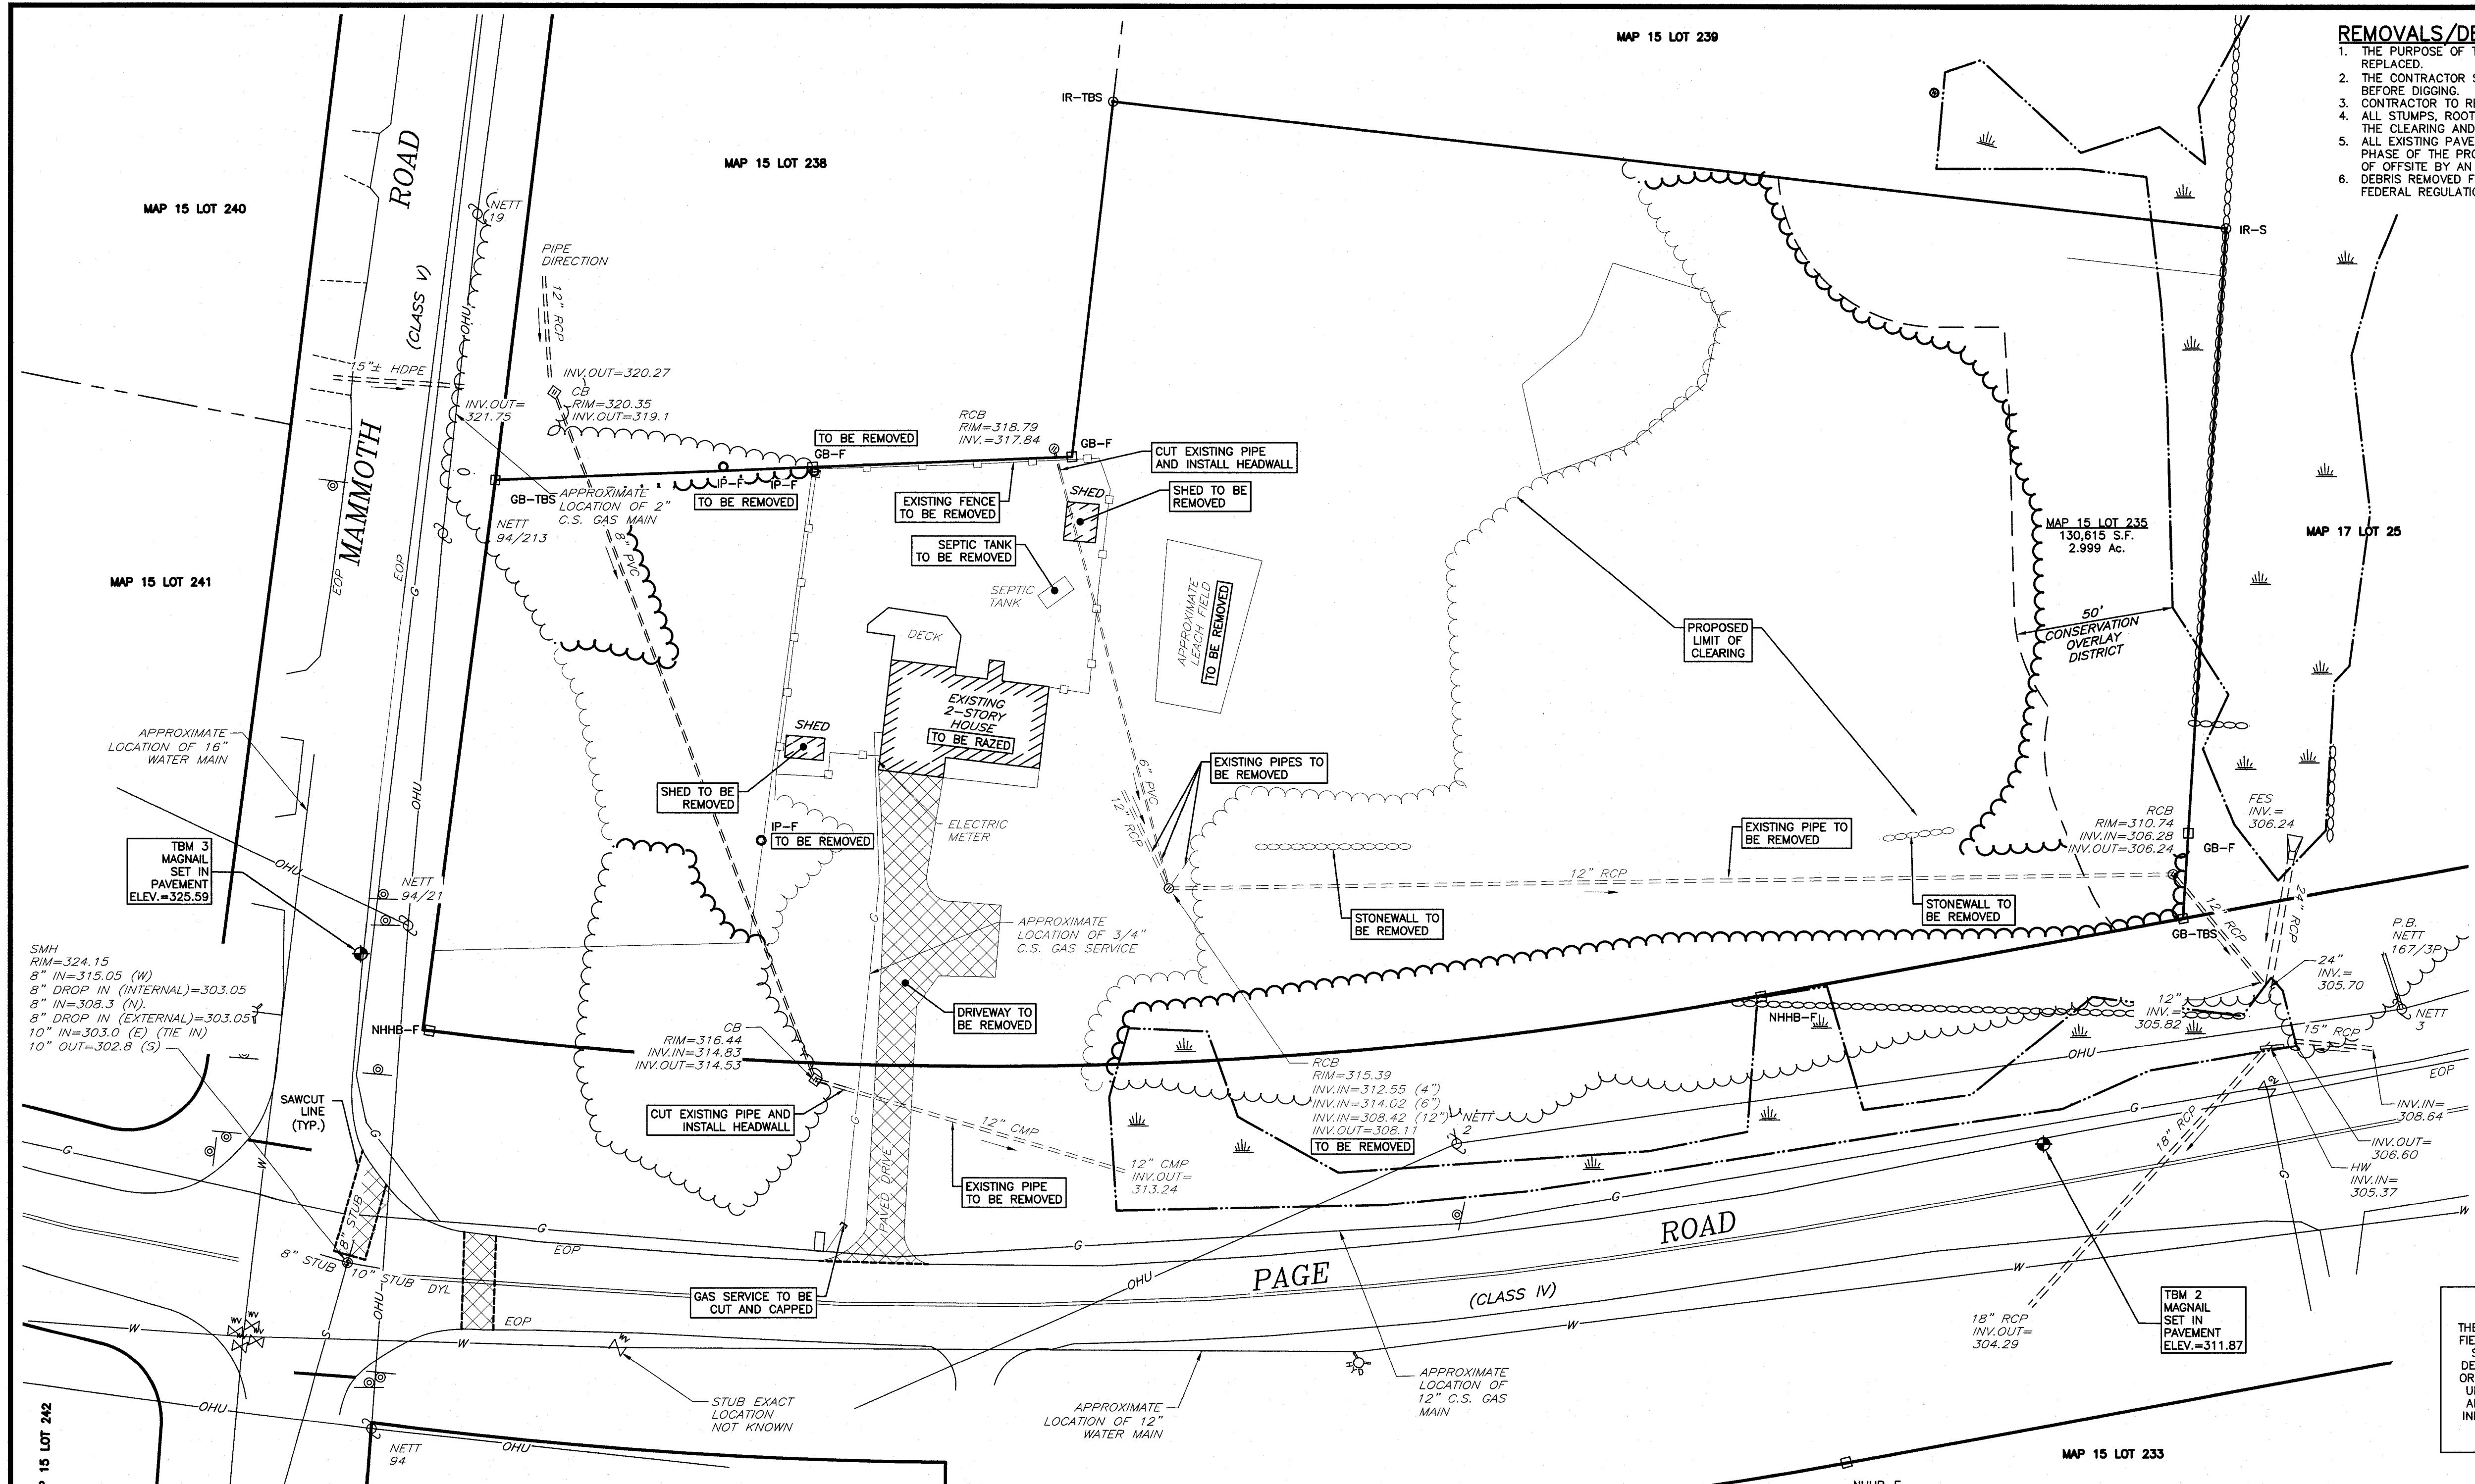 MAP 15 LOT 239
REMOVALS/DE
1. THE PURPOSE OF T
REPLACED.
2. THE CONTRACTOR S
BEFORE DIGGING.
3. CONTRACTOR TO RE
4. ALL STUMPS, ROOT
THE CLEARING AND
5. ALL EXISTING PAVE
PHASE OF THE PRO
OF OFFSITE BY AN
6. DEBRIS REMOVED F
FEDERAL REGULATIO
IR-TBS
MAP 15 LOT 238
MAP 15 LOT 240
MAMMOTH ROAD
(CLASS V)
NETT
19
OHU
PIPE
DIRECTION
12" RCP
IR-S
15"± HDPE
INV.OUT=
321.75
INV.OUT=320.27
CB
RIM=320.35
INV.OUT=319.1
TO BE REMOVED
GB-F
RCB
RIM=318.79
INV.=317.84
GB-F
CUT EXISTING PIPE
AND INSTALL HEADWALL
GB-TBS
APPROXIMATE
LOCATION OF 2"
C.S. GAS MAIN
IP-F
IP-F
TO BE REMOVED
EXISTING FENCE
TO BE REMOVED
SHED
SHED TO BE
REMOVED
NETT
94/213
8" PVC
SEPTIC TANK
TO BE REMOVED
SEPTIC
TANK
APPROXIMATE
LEACH FIELD
TO BE REMOVED
MAP 15 LOT 235
130,615 S.F.
2.999 Ac.
MAP 17 LOT 25
MAP 15 LOT 241
EOP
EOP
G
DECK
EXISTING
2-STORY
HOUSE
TO BE RAZED
PROPOSED
LIMIT OF
CLEARING
50'
CONSERVATION
OVERLAY
DISTRICT
APPROXIMATE
LOCATION OF 16"
WATER MAIN
SHED
SHED TO BE
REMOVED
EXISTING PIPES TO
BE REMOVED
6" PVC
12" RCP
OHU
ELECTRIC
METER
IP-F
TO BE REMOVED
EXISTING PIPE TO
BE REMOVED
RCB
RIM=310.74
INV.IN=306.28
INV.OUT=306.24
FES
INV.=
306.24
GB-F
TBM 3
MAGNAIL
SET IN
PAVEMENT
ELEV.=325.59
OHU
NETT
94/21
12" RCP
STONEWALL TO
BE REMOVED
STONEWALL TO
BE REMOVED
12" RCP
24" RCP
GB-TBS
P.B.
NETT
167/3P
SMH
RIM=324.15
8" IN=315.05 (W)
8" DROP IN (INTERNAL)=303.05
8" IN=308.3 (N).
8" DROP IN (EXTERNAL)=303.05
10" IN=303.0 (E) (TIE IN)
10" OUT=302.8 (S)
G
APPROXIMATE
LOCATION OF 3/4"
C.S. GAS SERVICE
DRIVEWAY TO
BE REMOVED
24"
INV.=
305.70
12"
INV.=
305.82
NETT
3
NHHB-F
NHHB-F
CB
RIM=316.44
INV.IN=314.83
INV.OUT=314.53
15" RCP
OHU
EOP
SAWCUT
LINE
(TYP.)
CUT EXISTING PIPE AND
INSTALL HEADWALL
RCB
RIM=315.39
INV.IN=312.55 (4")
INV.IN=314.02 (6")
INV.IN=308.42 (12")
INV.OUT=308.11
TO BE REMOVED
NETT
2
INV.IN=
308.64
G
G
W
G
12" CMP
12" CMP
INV.OUT=
313.24
18" RCP
INV.OUT=
306.60
HW
INV.IN=
305.37
EXISTING PIPE
TO BE REMOVED
PAVED DRIVE
G
G
G
W
8" STUB
8" STUB
10" STUB
DYL
G
EOP
G
PAGE ROAD
(CLASS IV)
OHU
W
GAS SERVICE TO BE
CUT AND CAPPED
OHU
18" RCP
INV.OUT=
304.29
TBM 2
MAGNAIL
SET IN
PAVEMENT
ELEV.=311.87
W
WV
WV
WV
W
EOP
WV
W
S
APPROXIMATE
LOCATION OF
12" C.S. GAS
MAIN
STUB EXACT
LOCATION
NOT KNOWN
APPROXIMATE
LOCATION OF 12"
WATER MAIN
OHU
OHU
NETT
94
15 LOT 242
MAP 15 LOT 233
THE
FIE
DE
OR